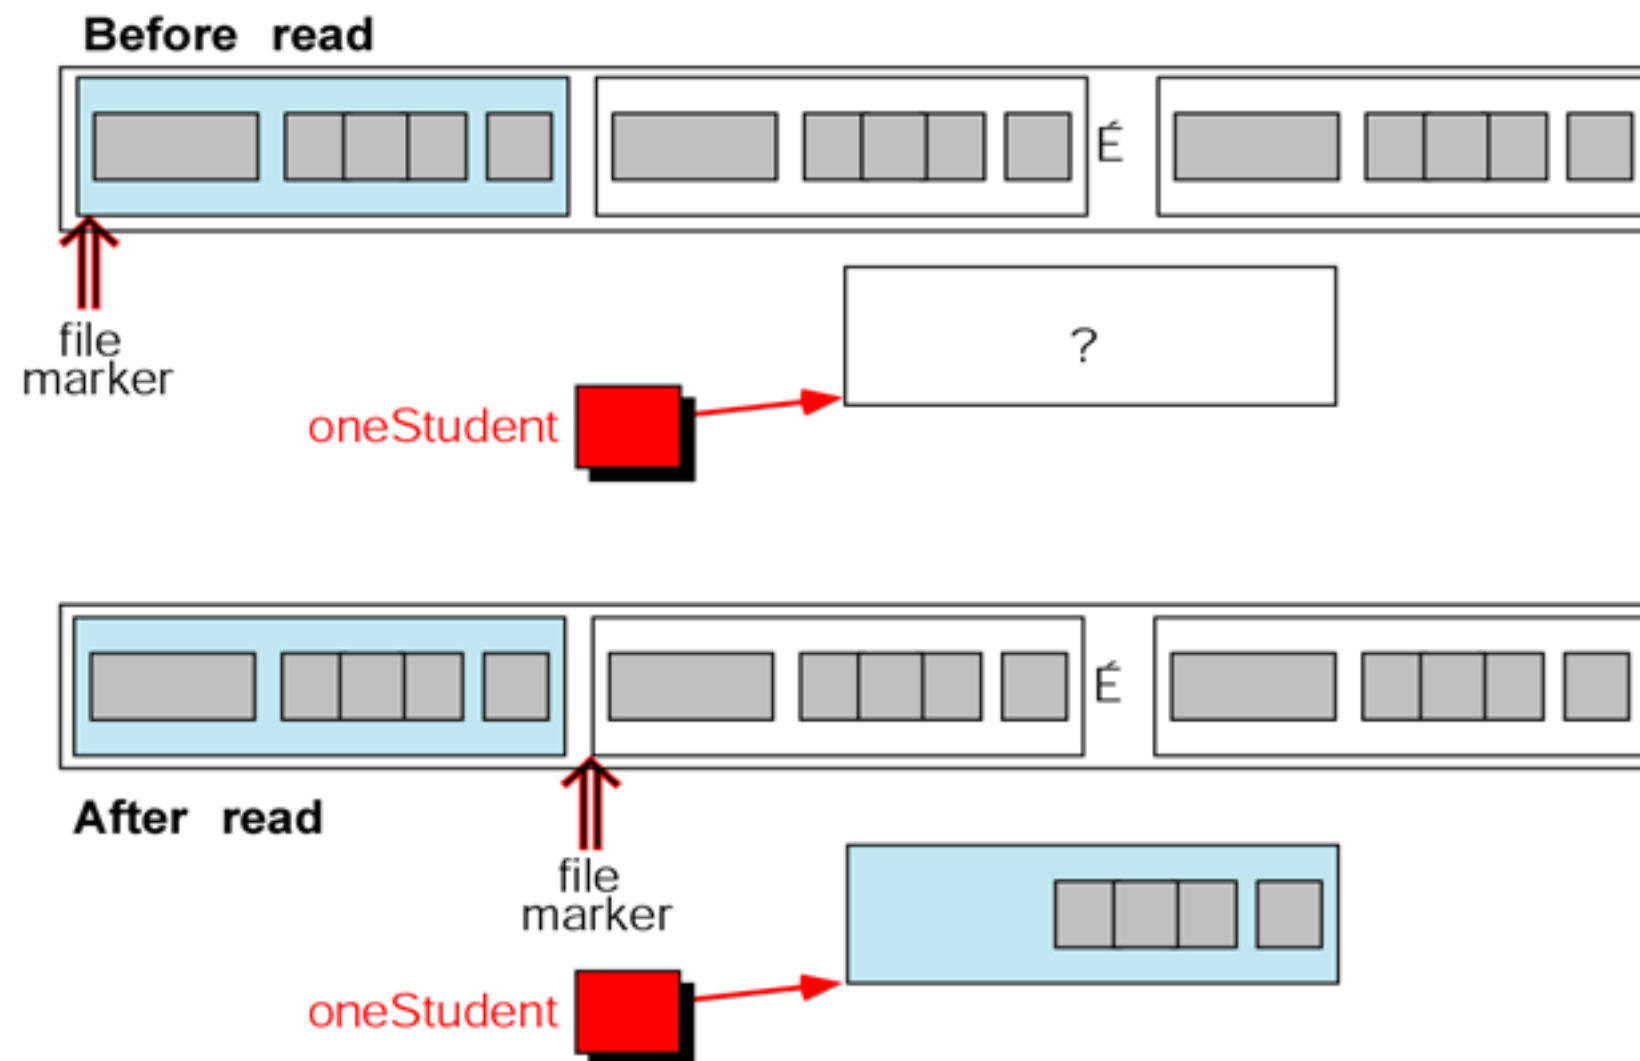 Before read
É
file
marker
?
oneStudent
É
After read
file
marker
oneStudent